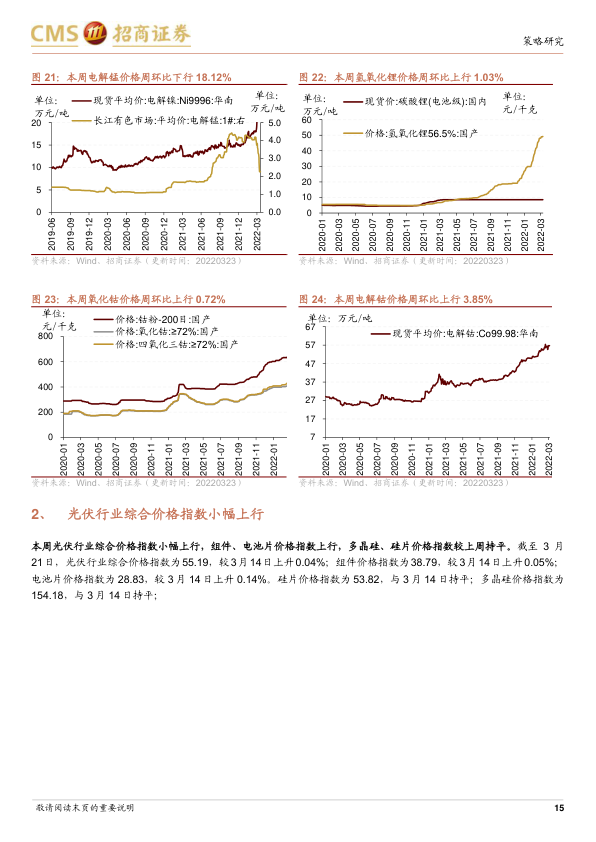 CMS 招商证券
策略研究
图 21：本周电解锰价格周环比下行 18.12%
单位：
万元/吨
现货平均价:电解镍:Ni9996:华南
长江有色市场:平均价:电解锰:1#:右
单位：
万元/吨
20
15
10
5
0
5.0
4.0
3.0
2.0
1.0
0.0
2019-06
2019-09
2019-12
2020-03
2020-06
2020-09
2020-12
2021-03
2021-06
2021-09
2021-12
2022-03
资料来源：Wind、招商证券（更新时间：20220323）
图 22：本周氢氧化锂价格周环比上行 1.03%
单位：
万元/吨
现货价:碳酸锂(电池级):国内
价格:氢氧化锂56.5%:国产
单位：
元/千克
60
50
40
30
20
10
0
2020-01
2020-03
2020-05
2020-07
2020-09
2020-11
2021-01
2021-03
2021-05
2021-07
2021-09
2021-11
2022-01
2022-03
资料来源：Wind、招商证券（更新时间：20220323）
图 23：本周氧化钴价格周环比上行 0.72%
单位：
元/千克
价格:钴粉-200目:国产
价格:氧化钴:≥72%:国产
价格:四氧化三钴:≥72%:国产
800
600
400
200
0
2020-01
2020-03
2020-05
2020-07
2020-09
2020-11
2021-01
2021-03
2021-05
2021-07
2021-09
2021-11
2022-01
资料来源：Wind、招商证券（更新时间：20220323）
图 24：本周电解钴价格周环比上行 3.85%
单位：万元/吨
现货平均价:电解钴:Co99.98:华南
67
57
47
37
27
17
7
2020-01
2020-03
2020-05
2020-07
2020-09
2020-11
2021-01
2021-03
2021-05
2021-07
2021-09
2021-11
2022-01
2022-03
资料来源：Wind、招商证券（更新时间：20220323）
2、 光伏行业综合价格指数小幅上行
本周光伏行业综合价格指数小幅上行，组件、电池片价格指数上行，多晶硅、硅片价格指数较上周持平。截至 3 月
21日，光伏行业综合价格指数为55.19，较3月14日上升0.04%；组件价格指数为38.79，较3月14日上升0.05%；
电池片价格指数为 28.83，较 3 月 14 日上升 0.14%。硅片价格指数为 53.82，与 3 月 14 日持平；多晶硅价格指数为
154.18，与 3 月 14 日持平；
敬请阅读末页的重要说明
15